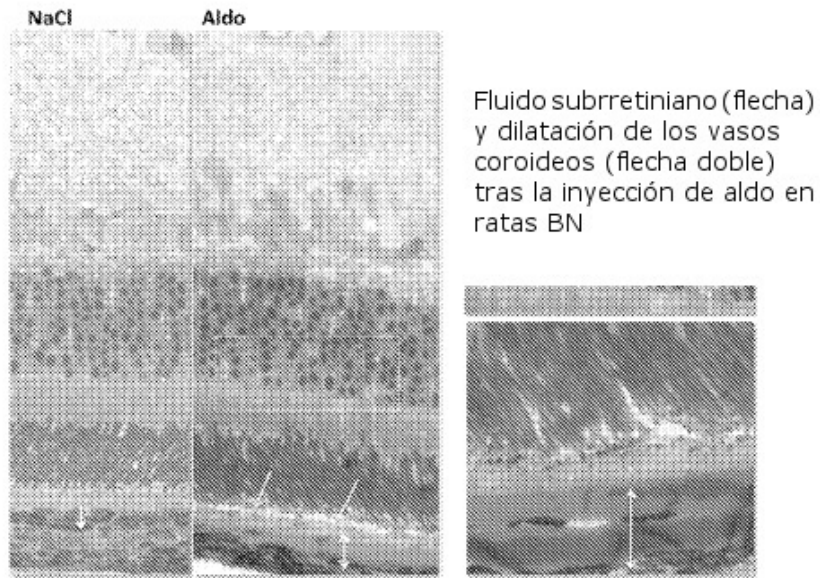 NaCl
Aldo
Fluido subrretiniano (flecha)
y dilatación de los vasos
coroideos (flecha doble)
tras la inyección de aldo en
ratas BN